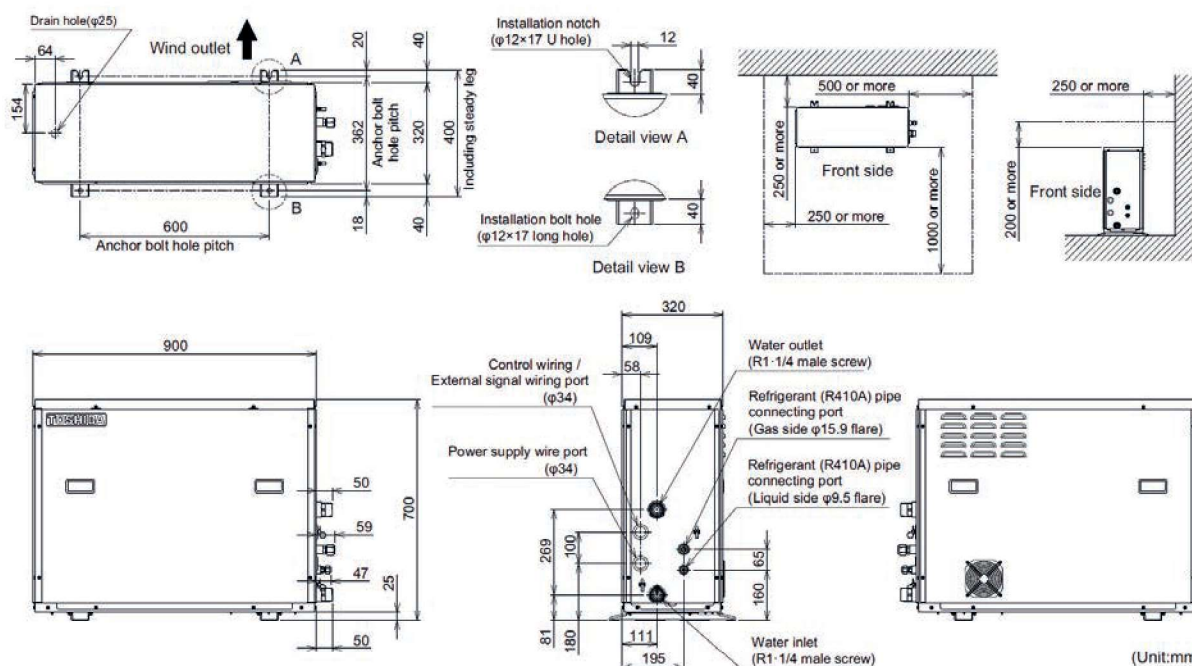 Drain hole(φ25)
64
Wind outlet
A
20
40
154
362
Anchor bolt
hole pitch
320
400
Including steady leg
B
18
40
600
Anchor bolt hole pitch
Installation notch
(φ12×17 U hole)
12
40
Detail view A
Installation bolt hole
(φ12×17 long hole)
40
Detail view B
500 or more
250 or more
Front side
250 or more
1000 or more
250 or more
Front side
200 or more
900
TOSHIBA
50
59
47
50
25
700
320
109
58
Control wiring /
External signal wiring port
(φ34)
Power supply wire port
(φ34)
269
100
81
180
111
195
65
160
Water outlet
(R1·1/4 male screw)
Refrigerant (R410A) pipe
connecting port
(Gas side φ15.9 flare)
Refrigerant (R410A) pipe
connecting port
(Liquid side φ9.5 flare)
Water inlet
(R1·1/4 male screw)
(Unit:mm